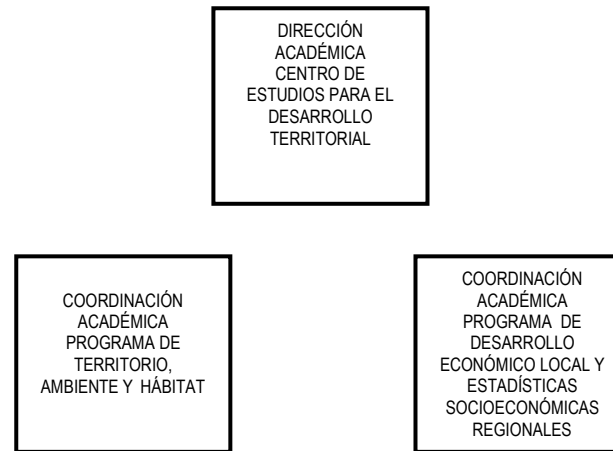 DIRECCIÓN
ACADÉMICA
CENTRO DE
ESTUDIOS PARA EL
DESARROLLO
TERRITORIAL
COORDINACIÓN
ACADÉMICA
PROGRAMA DE
TERRITORIO,
AMBIENTE Y HÁBITAT
COORDINACIÓN
ACADÉMICA
PROGRAMA DE
DESARROLLO
ECONÓMICO LOCAL Y
ESTADÍSTICAS
SOCIOECONÓMICAS
REGIONALES